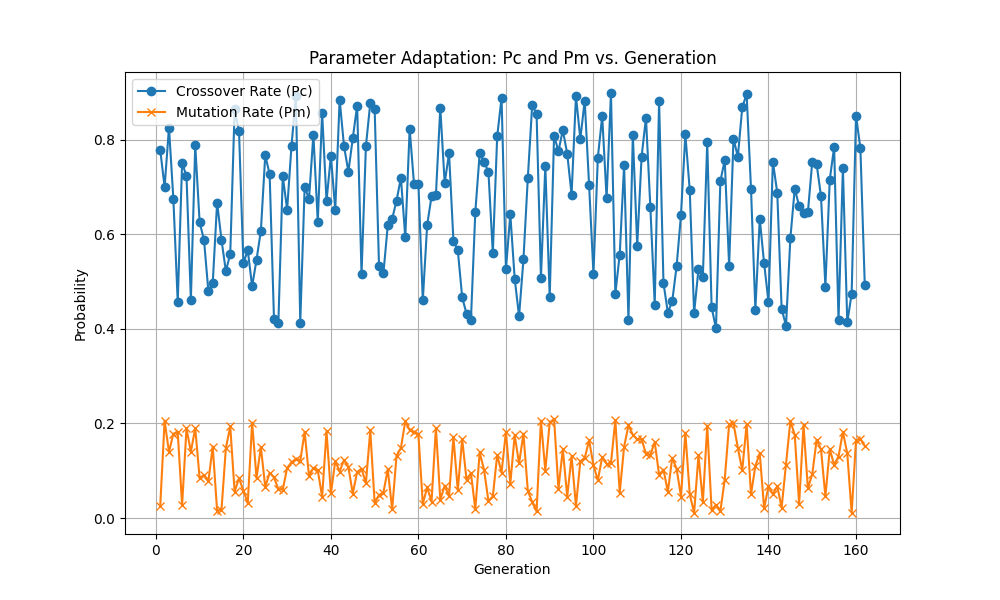 Parameter Adaptation: Pc and Pm vs. Generation
Crossover Rate (Pc)
Mutation Rate (Pm)
Probability
0.8
0.6
0.4
0.2
0.0
0 20 40 60 80 100 120 140 160
Generation